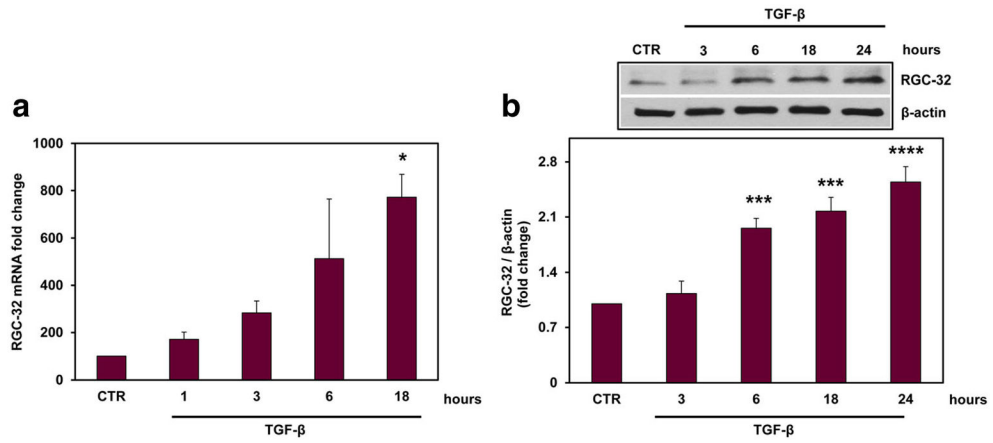 a
RGC-32 mRNA fold change
1000
800
600
400
200
0
*
CTR 1 3 6 18 hours
TGF-β
b
TGF-β
CTR 3 6 18 24 hours
RGC-32
β-actin
RGC-32 / β-actin
(fold change)
2.8
2.1
1.4
0.7
0
***
***
****
CTR 3 6 18 24 hours
TGF-β